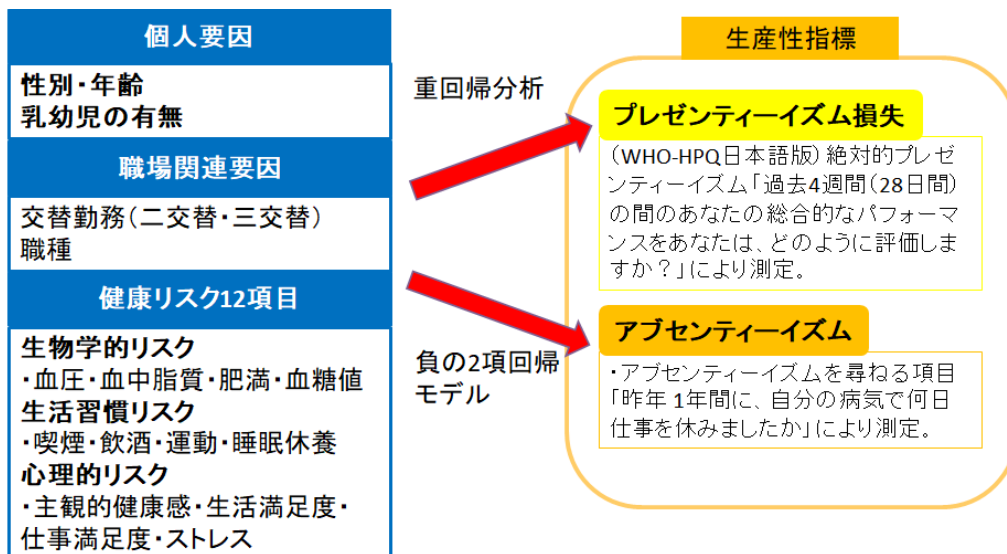 個人要因
性別・年齢
乳幼児の有無
職場関連要因
交替勤務(二交替・三交替)
職種
健康リスク12項目
生物学的リスク
・血圧・血中脂質・肥満・血糖値
生活習慣リスク
・喫煙・飲酒・運動・睡眠休養
心理的リスク
・主観的健康感・生活満足度・
仕事満足度・ストレス
重回帰分析
負の2項回帰
モデル
生産性指標
プレゼンティーイズム損失
(WHO-HPQ日本語版)絶対的プレゼ
ンティーイズム「過去4週間(28日間)
の間のあなたの総合的なパフォーマ
ンスをあなたは、どのように評価しま
すか?」により測定。
アブセンティーイズム
・アブセンティーイズムを尋ねる項目
「昨年1年間に、自分の病気で何日
仕事を休みましたか」により測定。